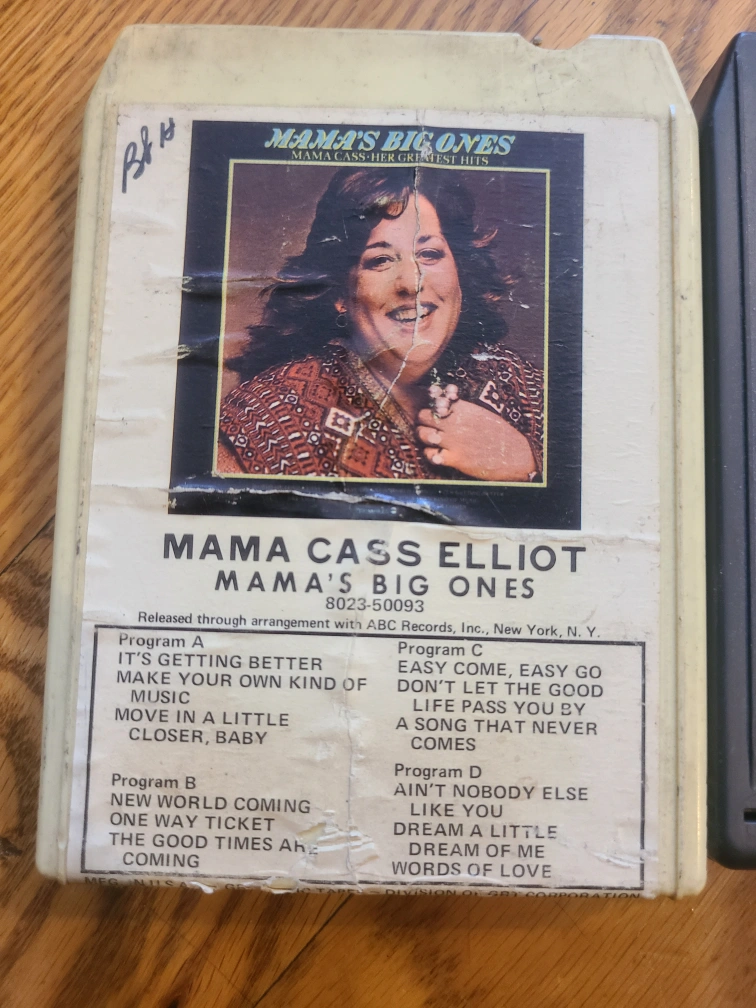 MAMA'S BIG ONES
MAMA CASS • HER GREATEST HITS
MAMA CASS ELLIOT
MAMA'S BIG ONES
8023-50093
Released through arrangement with ABC Records, Inc., New York, N. Y.
Program A
IT'S GETTING BETTER
MAKE YOUR OWN KIND OF
MUSIC
MOVE IN A LITTLE
CLOSER, BABY
Program B
NEW WORLD COMING
ONE WAY TICKET
THE GOOD TIMES ARE
COMING
Program C
EASY COME, EASY GO
DON'T LET THE GOOD
LIFE PASS YOU BY
A SONG THAT NEVER
COMES
Program D
AIN'T NOBODY ELSE
LIKE YOU
DREAM A LITTLE
DREAM OF ME
WORDS OF LOVE
DIVISION OF GRT CORPORATION